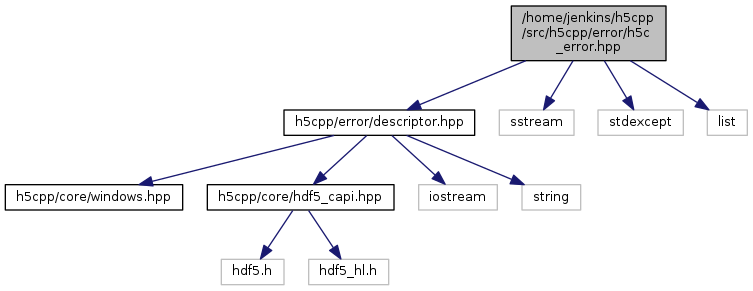 /home/jenkins/h5cpp
/src/h5cpp/error/h5c
_error.hpp
h5cpp/error/descriptor.hpp
sstream
stdexcept
list
h5cpp/core/windows.hpp
h5cpp/core/hdf5_capi.hpp
iostream
string
hdf5.h
hdf5_hl.h